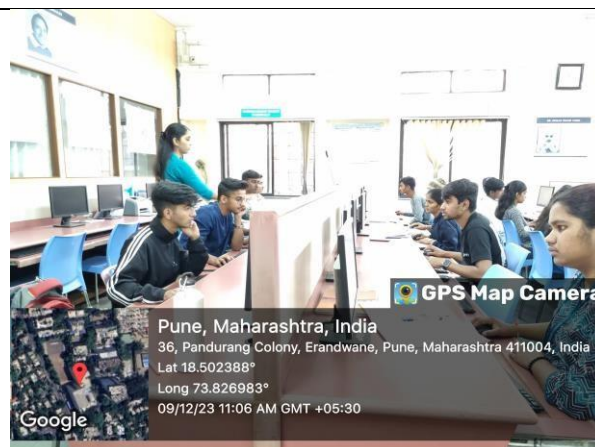 GPS Map Camera
Pune, Maharashtra, India
36, Pandurang Colony, Erandwane, Pune, Maharashtra 411004, India
Lat 18.502388°
Long 73.826983°
09/12/23 11:06 AM GMT +05:30
Google